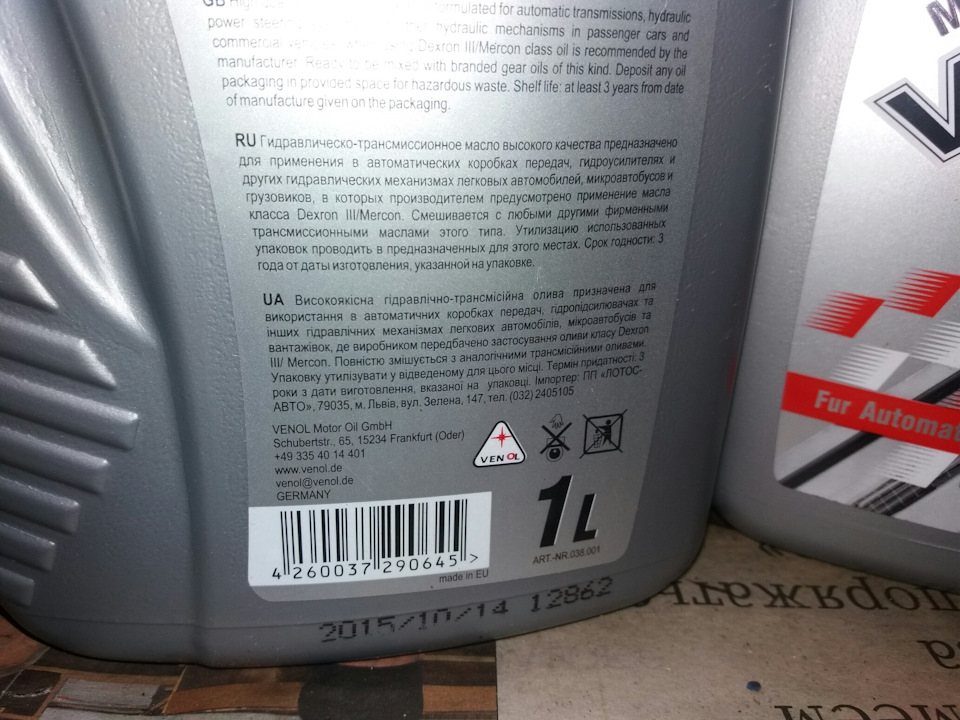 GB High
formulated for automatic transmissions, hydraulic
power hydraulic mechanisms in passenger cars and
commercial Dexron III/Mercon class oil is recommended by the
manufacturer. Ready to be mixed with branded gear oils of this kind. Deposit any oil
packaging in provided space for hazardous waste. Shelf life: at least 3 years from date
of manufacture given on the packaging.
RU Гидравлическо-трансмиссионное масло высокого качества предназначено
для применения в автоматических коробках передач, гидроусилителях и
других гидравлических механизмах легковых автомобилей, микроавтобусов и
грузовиков, в которых производителем предусмотрено применение масла
класса Dexron III/Mercon. Смешивается с любыми другими фирменными
трансмиссионными маслами этого типа. Утилизацию использованных
упаковок проводить в предназначенных для этого местах. Срок годности: 3
года от даты изготовления, указанной на упаковке.
UA Високоякісна гідравлічно-трансмісійна олива призначена для
використання в автоматичних коробках передач, гідропідсилювачах та
інших гідравлічних механізмах легкових автомобілів, мікроавтобусів та
вантажівок, де виробником передбачено застосування оливи класу Dexron
III/ Mercon. Повністю змішується з аналогічними трансмісійними оливами.
Упаковку утилізувати у відведеному для цього місці. Термін придатності: 3
роки з дати виготовлення, вказаної на упаковці. Імпортер: ПП «ЛОТОС-
АВТО», 79035, м. Львів, вул. Зелена, 147, тел. (032) 2405105
VENOL Motor Oil GmbH
Schubertstr., 65, 15234 Frankfurt (Oder)
+49 335 40 14 401
www.venol.de
venol@venol.de
GERMANY
VENOL
1L
ART.-NR.038.001
4 260037 290645 >
made in EU
2015/10/14 12862
Fur Automat